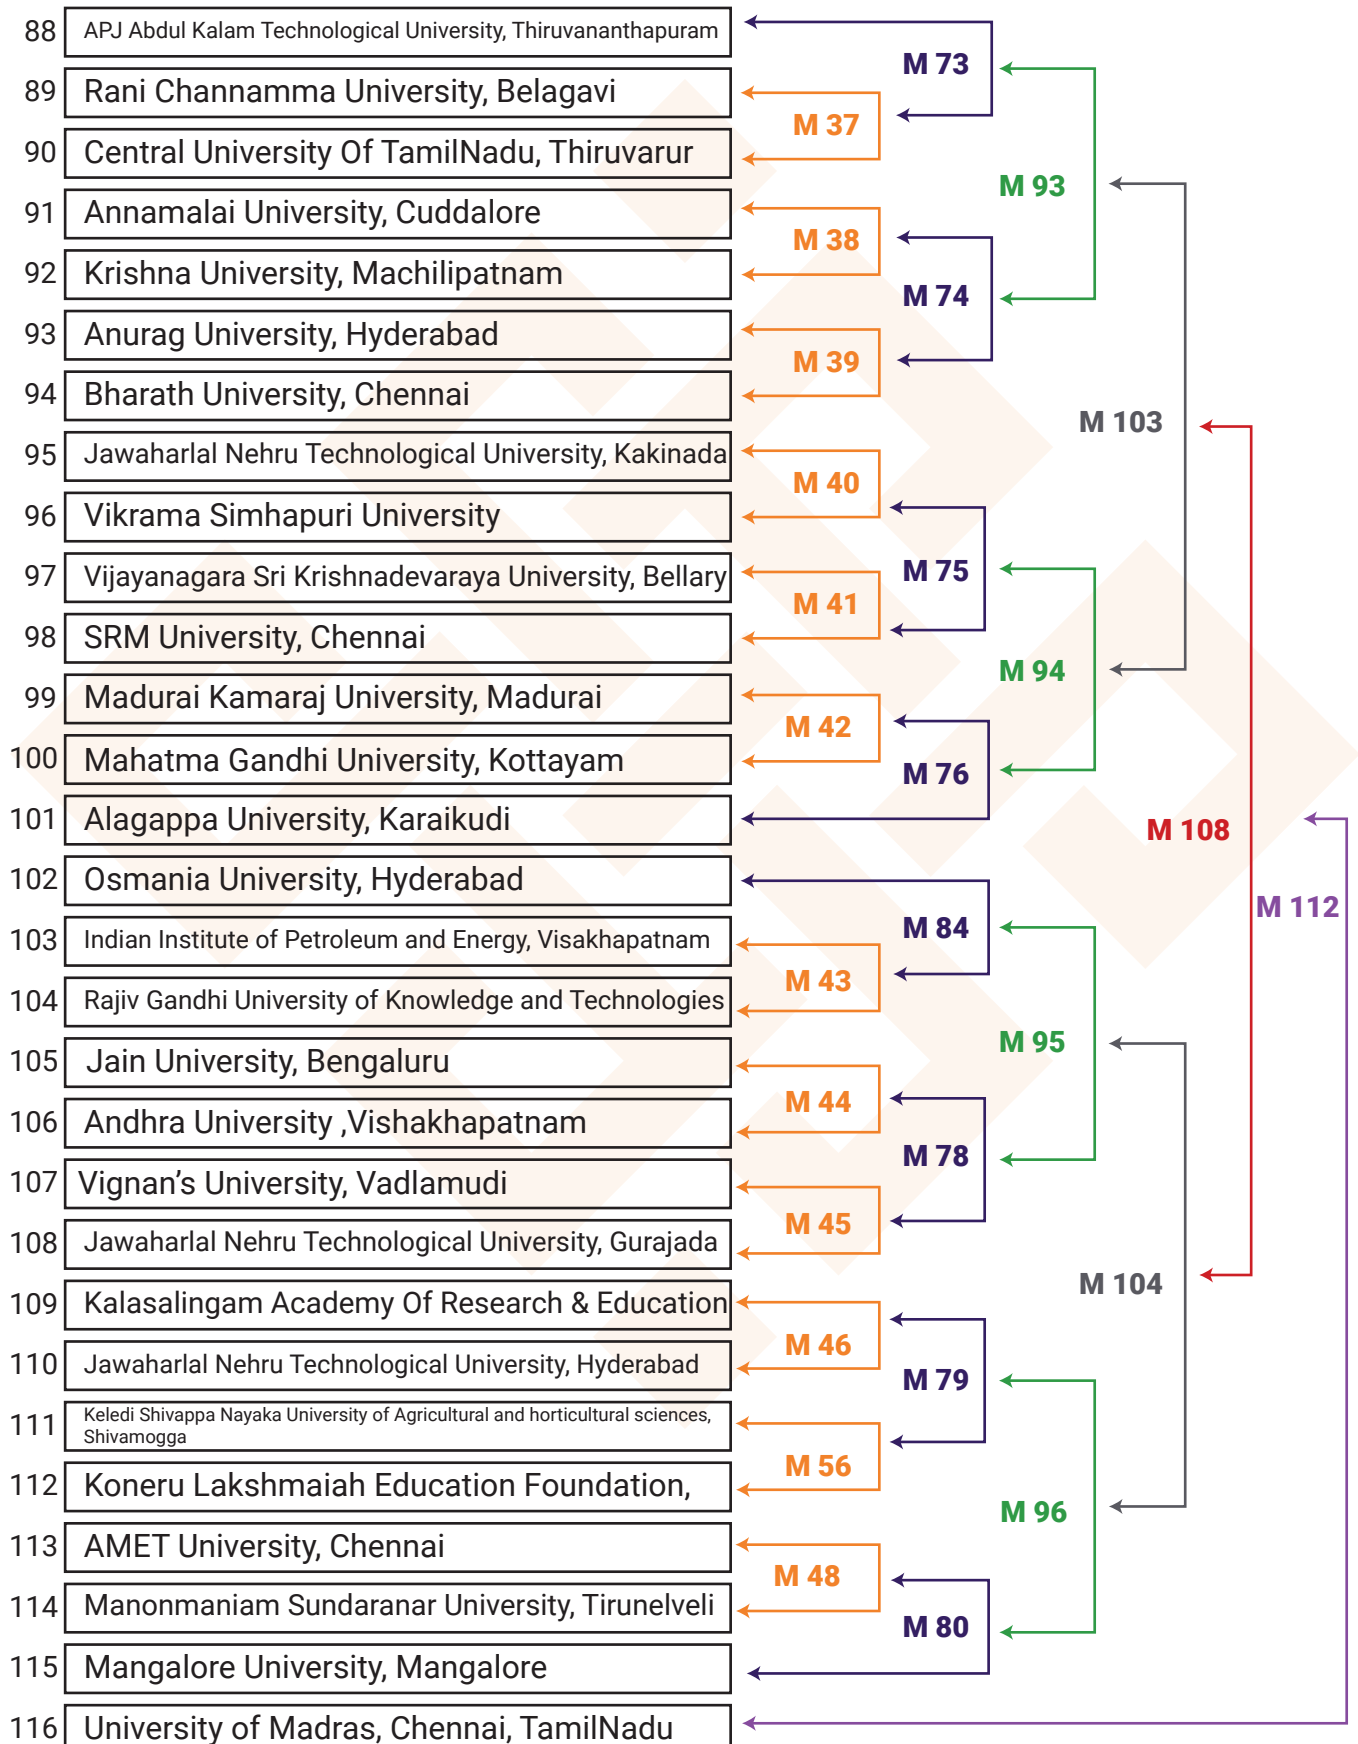 88 APJ Abdul Kalam Technological University, Thiruvananthapuram
M 73
89 Rani Channamma University, Belagavi
M 37
90 Central University Of TamilNadu, Thiruvarur
M 93
91 Annamalai University, Cuddalore
M 38
92 Krishna University, Machilipatnam
M 74
93 Anurag University, Hyderabad
M 39
94 Bharath University, Chennai
M 103
95 Jawaharlal Nehru Technological University, Kakinada
M 40
96 Vikrama Simhapuri University
M 75
97 Vijayanagara Sri Krishnadevaraya University, Bellary
M 41
98 SRM University, Chennai
M 94
99 Madurai Kamaraj University, Madurai
M 42
100 Mahatma Gandhi University, Kottayam
M 76
101 Alagappa University, Karaikudi
M 108
102 Osmania University, Hyderabad
M 112
M 84
103 Indian Institute of Petroleum and Energy, Visakhapatnam
M 43
104 Rajiv Gandhi University of Knowledge and Technologies
M 95
105 Jain University, Bengaluru
M 44
106 Andhra University ,Vishakhapatnam
M 78
107 Vignan’s University, Vadlamudi
M 45
108 Jawaharlal Nehru Technological University, Gurajada
M 104
109 Kalasalingam Academy Of Research & Education
M 46
110 Jawaharlal Nehru Technological University, Hyderabad
M 79
111 Keledi Shivappa Nayaka University of Agricultural and horticultural sciences,
Shivamogga
M 56
112 Koneru Lakshmaiah Education Foundation,
M 96
113 AMET University, Chennai
M 48
114 Manonmaniam Sundaranar University, Tirunelveli
M 80
115 Mangalore University, Mangalore
116 University of Madras, Chennai, TamilNadu